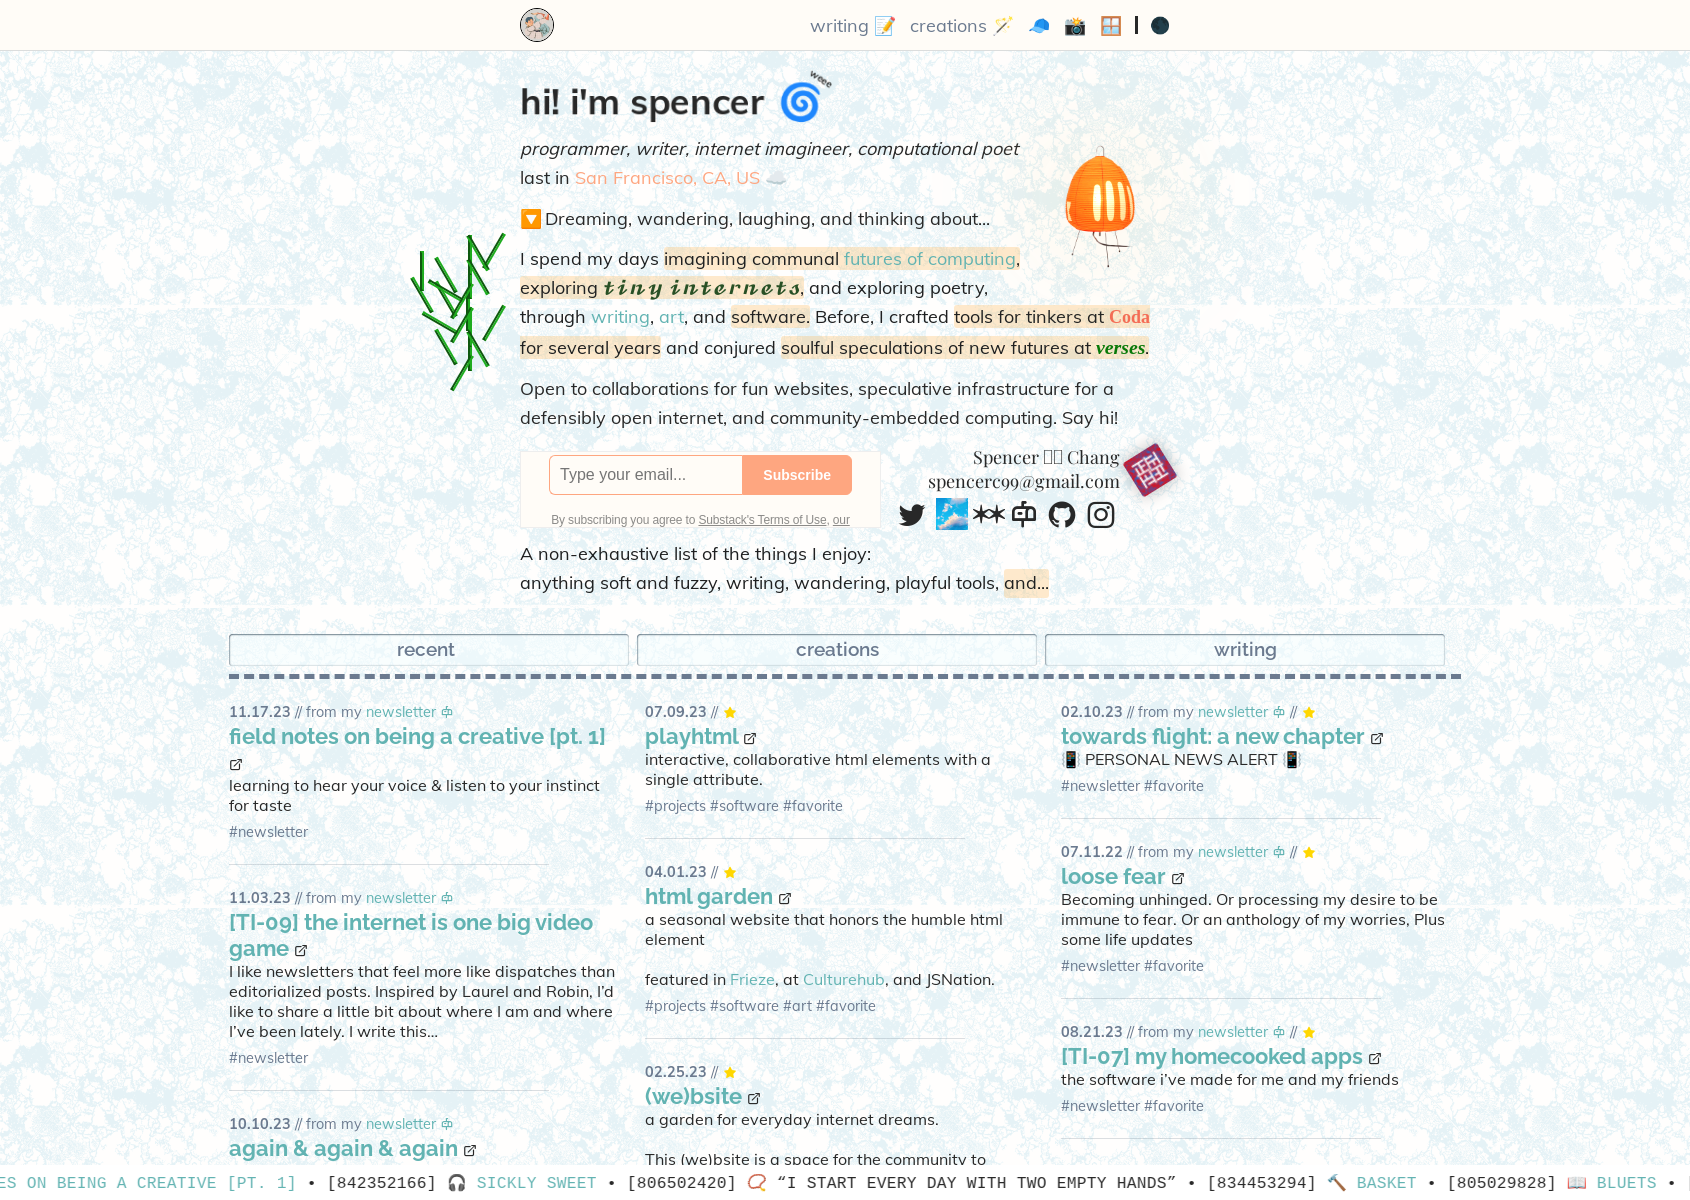 writing 📝 creations 🪄 🧢 📸 🪟 | 🌑
hi! i'm spencer 🌀 weee
programmer, writer, internet imagineer, computational poet
last in San Francisco, CA, US ☁️
🔽 Dreaming, wandering, laughing, and thinking about...
I spend my days imagining communal futures of computing,
exploring tiny internets, and exploring poetry,
through writing, art, and software. Before, I crafted tools for tinkers at Coda
for several years and conjured soulful speculations of new futures at verses.
Open to collaborations for fun websites, speculative infrastructure for a
defensibly open internet, and community-embedded computing. Say hi!
Type your email...
Subscribe
By subscribing you agree to Substack's Terms of Use, our
Spencer Chang
spencerc99@gmail.com
A non-exhaustive list of the things I enjoy:
anything soft and fuzzy, writing, wandering, playful tools, and...
recent
creations
writing
11.17.23 // from my newsletter
field notes on being a creative [pt. 1]
learning to hear your voice & listen to your instinct
for taste
#newsletter
11.03.23 // from my newsletter
[TI-09] the internet is one big video
game
I like newsletters that feel more like dispatches than
editorialized posts. Inspired by Laurel and Robin, I'd
like to share a little bit about where I am and where
I've been lately. I write this...
#newsletter
10.10.23 // from my newsletter
again & again & again
07.09.23 // ⭐
playhtml
interactive, collaborative html elements with a
single attribute.
#projects #software #favorite
04.01.23 // ⭐
html garden
a seasonal website that honors the humble html
element
featured in Frieze, at Culturehub, and JSNation.
#projects #software #art #favorite
02.25.23 // ⭐
(we)bsite
a garden for everyday internet dreams.
This (we)bsite is a space for the community to
02.10.23 // from my newsletter // ⭐
towards flight: a new chapter
📳 PERSONAL NEWS ALERT 📳
#newsletter #favorite
07.11.22 // from my newsletter // ⭐
loose fear
Becoming unhinged. Or processing my desire to be
immune to fear. Or an anthology of my worries, Plus
some life updates
#newsletter #favorite
08.21.23 // from my newsletter // ⭐
[TI-07] my homecooked apps
the software i've made for me and my friends
#newsletter #favorite
ES ON BEING A CREATIVE [PT. 1] • [842352166] 🎧 SICKLY SWEET • [806502420] 📿 “I START EVERY DAY WITH TWO EMPTY HANDS” • [834453294] 🔨 BASKET • [805029828] 📖 BLUETS •